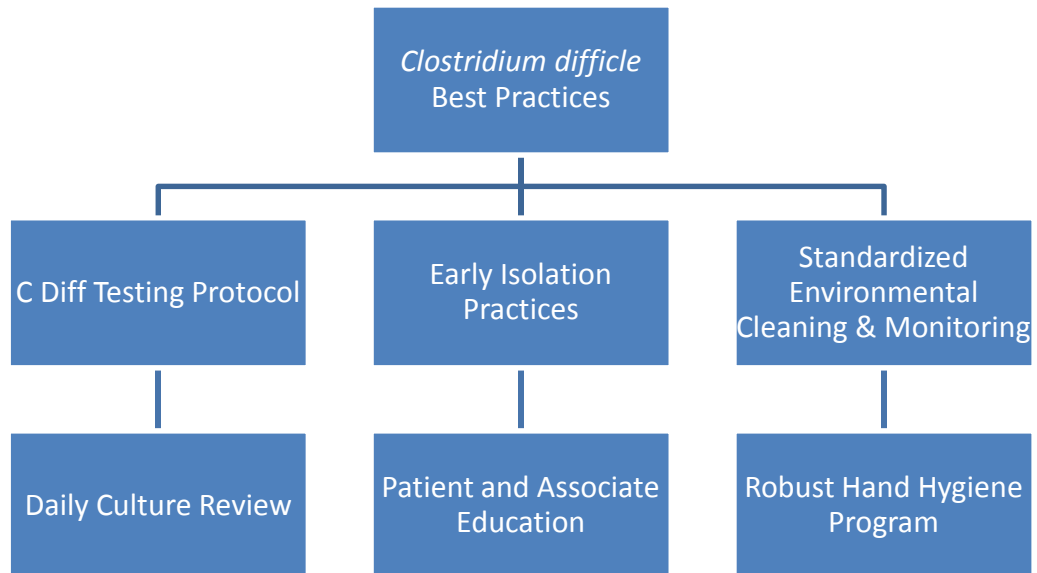 Clostridium difficle
Best Practices
C Diff Testing Protocol
Early Isolation
Practices
Standardized
Environmental
Cleaning & Monitoring
Daily Culture Review
Patient and Associate
Education
Robust Hand Hygiene
Program